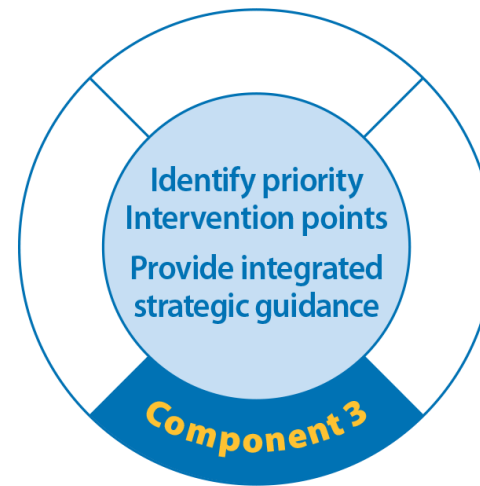 Identify priority
Intervention points
Provide integrated
strategic guidance
Component 3